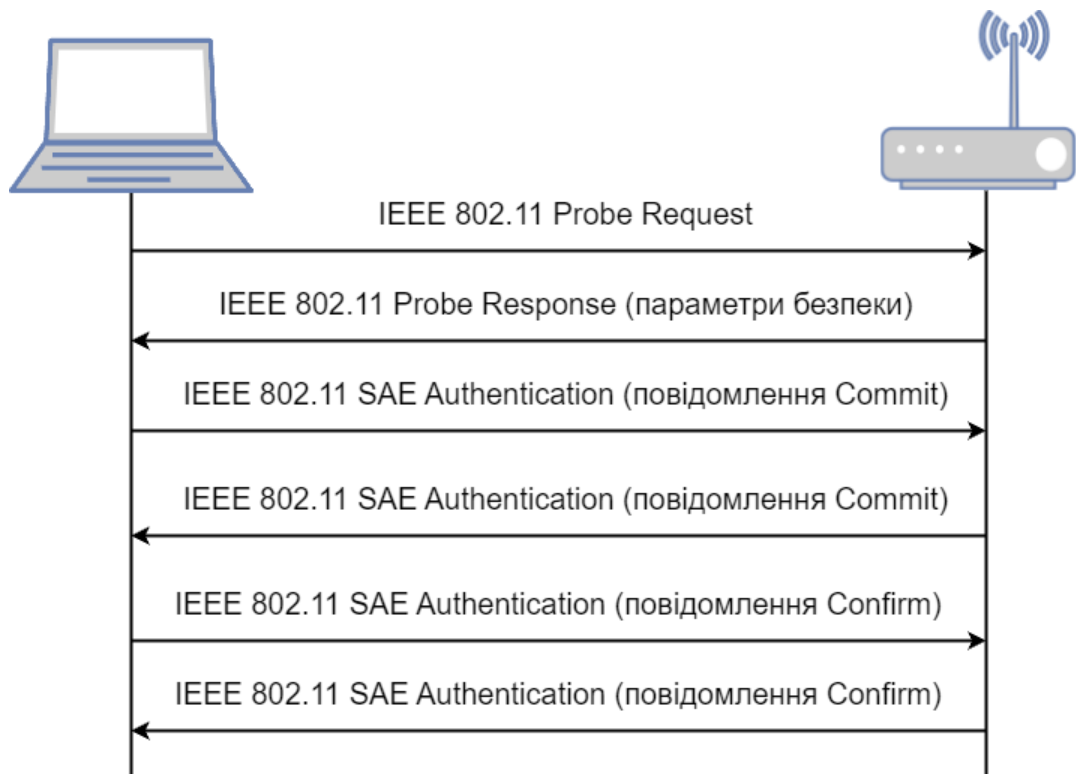 IEEE 802.11 Probe Request
IEEE 802.11 Probe Response (параметри безпеки)
IEEE 802.11 SAE Authentication (повідомлення Commit)
IEEE 802.11 SAE Authentication (повідомлення Commit)
IEEE 802.11 SAE Authentication (повідомлення Confirm)
IEEE 802.11 SAE Authentication (повідомлення Confirm)